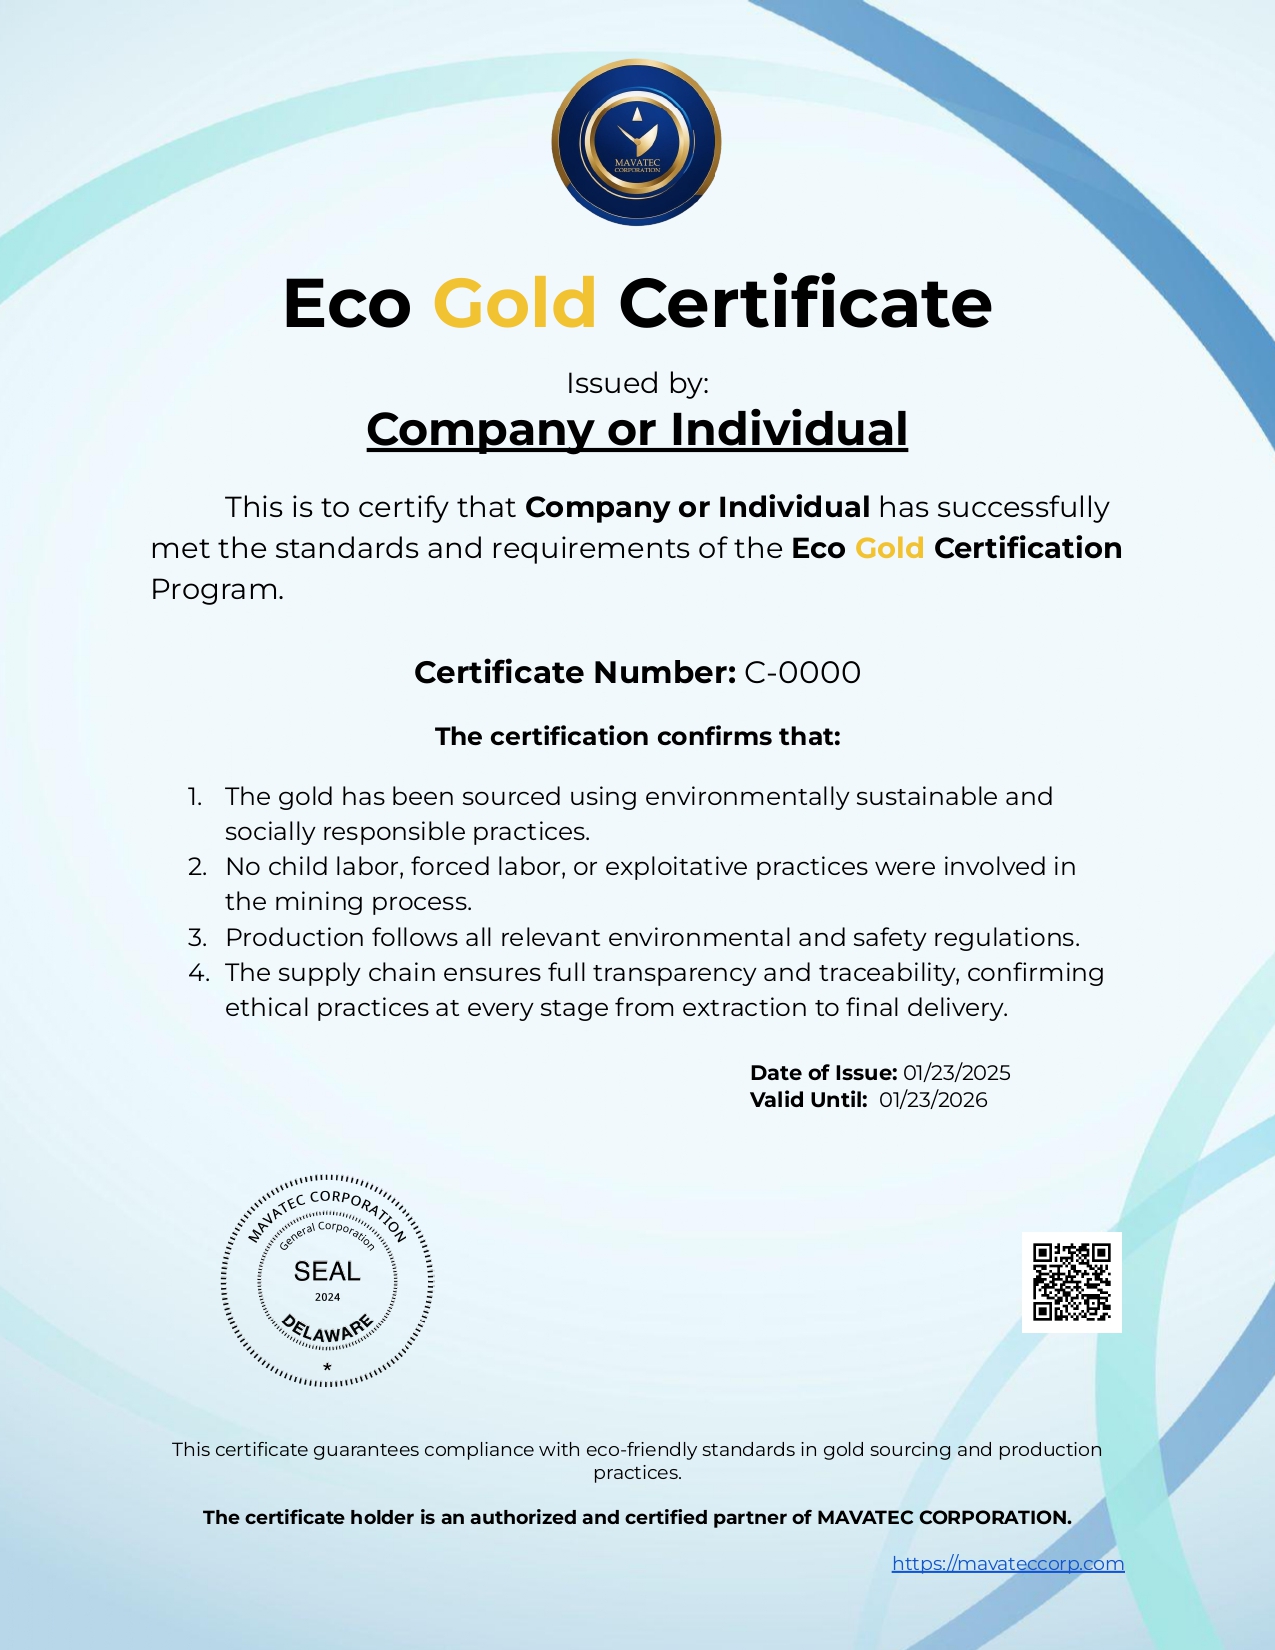 MAVATEC
CORPORATION
Eco Gold Certificate
Issued by:
Company or Individual
This is to certify that Company or Individual has successfully
met the standards and requirements of the Eco Gold Certification
Program.
Certificate Number: C-0000
The certification confirms that:
1. The gold has been sourced using environmentally sustainable and
socially responsible practices.
2. No child labor, forced labor, or exploitative practices were involved in
the mining process.
3. Production follows all relevant environmental and safety regulations.
4. The supply chain ensures full transparency and traceability, confirming
ethical practices at every stage from extraction to final delivery.
Date of Issue: 01/23/2025
Valid Until: 01/23/2026
MAVATEC CORPORATION
General Corporation
SEAL
2024
DELAWARE
*
This certificate guarantees compliance with eco-friendly standards in gold sourcing and production
practices.
The certificate holder is an authorized and certified partner of MAVATEC CORPORATION.
https://mavateccorp.com